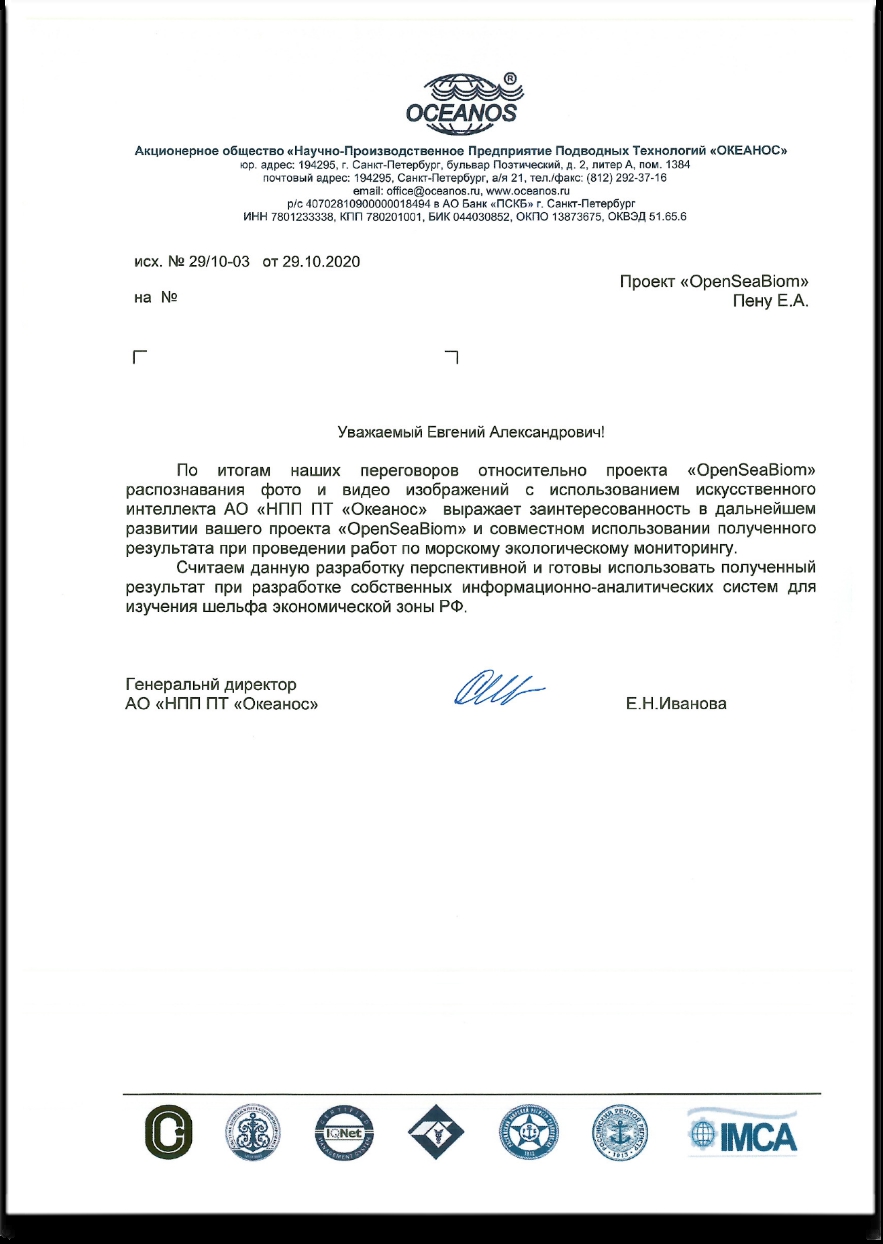 ®
OCEANOS
Акционерное общество «Научно-Производственное Предприятие Подводных Технологий «ОКЕАНОС»
юр. адрес: 194295, г. Санкт-Петербург, бульвар Поэтический, д. 2, литер А, пом. 1384
почтовый адрес: 194295, Санкт-Петербург, а/я 21, тел./факс: (812) 292-37-16
email: office@oceanos.ru, www.oceanos.ru
р/с 40702810900000018494 в АО Банк «ПСКБ» г. Санкт-Петербург
ИНН 7801233338, КПП 780201001, БИК 044030852, ОКПО 13873675, ОКВЭД 51.65.6
исх. № 29/10-03 от 29.10.2020
Проект «OpenSeaBiom»
на №
Пену Е.А.
Уважаемый Евгений Александрович!
По итогам наших переговоров относительно проекта «OpenSeaBiom»
распознавания фото и видео изображений с использованием искусственного
интеллекта АО «НПП ПТ «Океанос» выражает заинтересованность в дальнейшем
развитии вашего проекта «OpenSeaBiom» и совместном использовании полученного
результата при проведении работ по морскому экологическому мониторингу.
Считаем данную разработку перспективной и готовы использовать полученный
результат при разработке собственных информационно-аналитических систем для
изучения шельфа экономической зоны РФ.
Генеральнй директор
АО «НПП ПТ «Океанос»
Е.Н.Иванова
CERTIFIED
IQNet
MANAGEMENT SYSTEM
РОССИЙСКИЙ РЕЧНОЙ РЕГИСТР
1913
IMCA